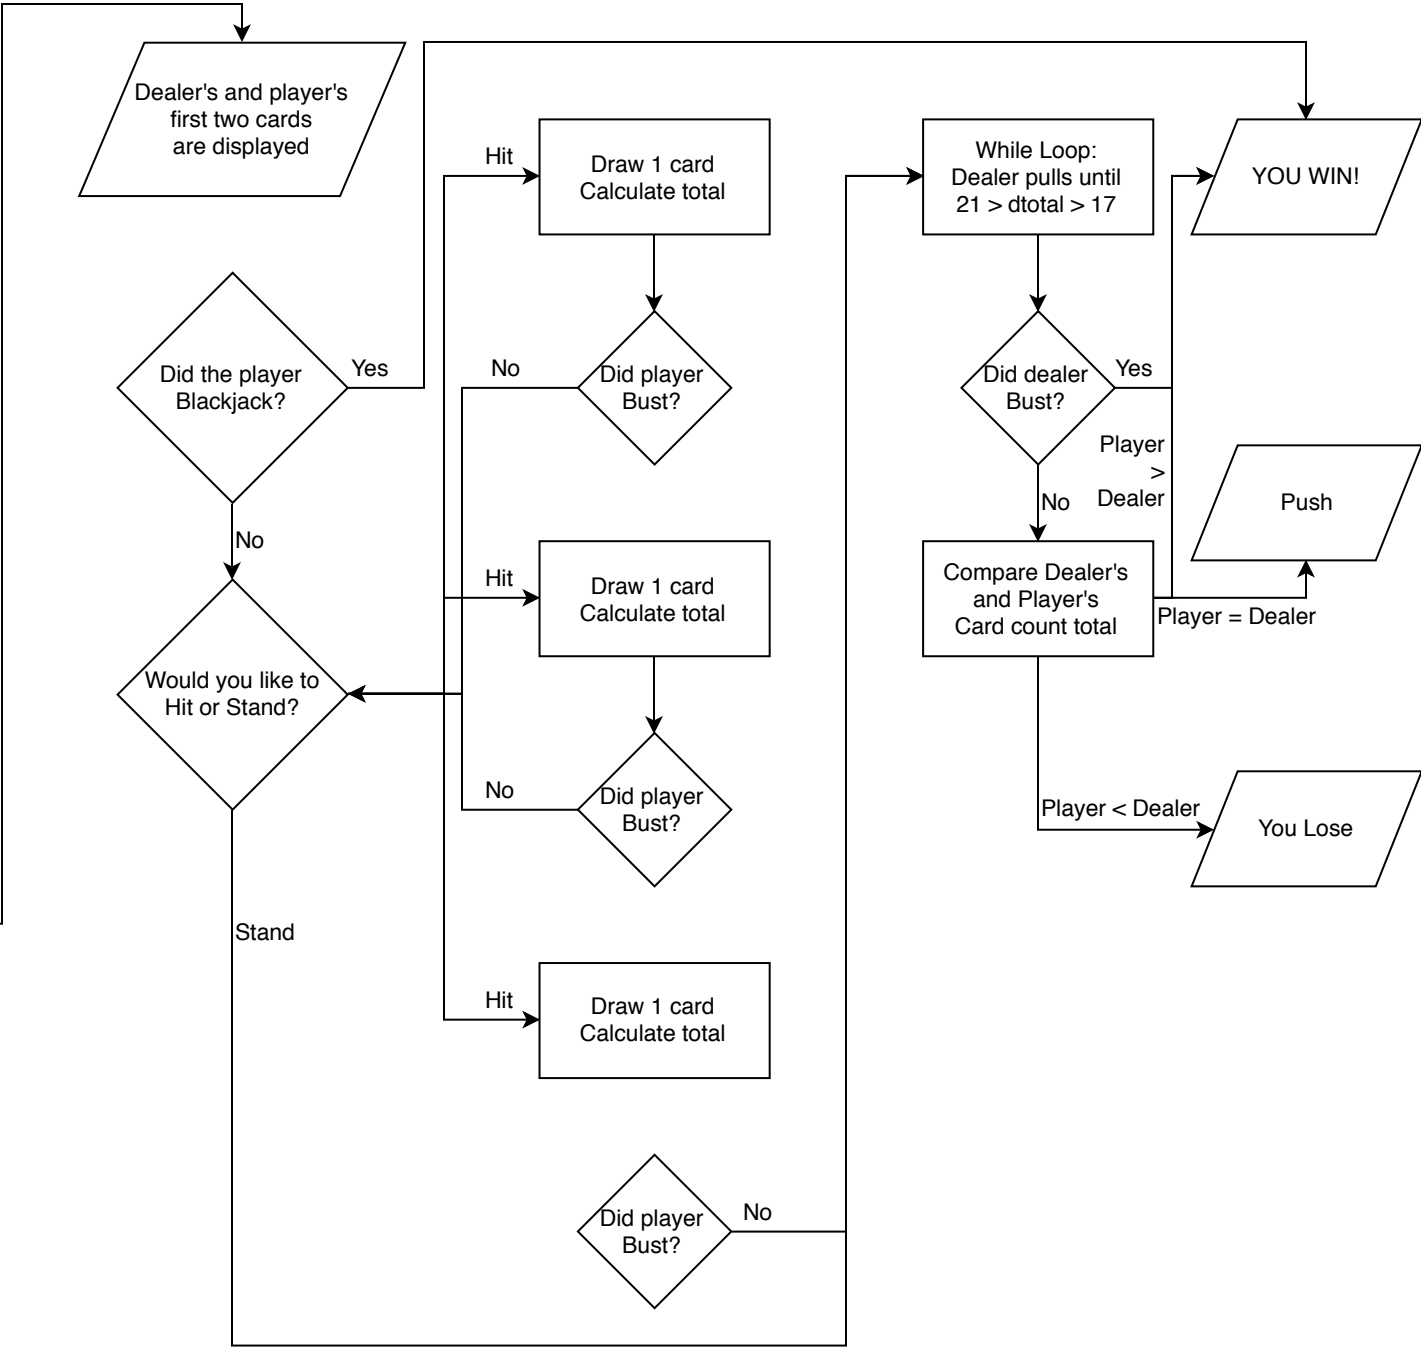 Dealer's and player's
first two cards
are displayed
Did the player
Blackjack?
Yes
No
Would you like to
Hit or Stand?
Stand
Hit
Draw 1 card
Calculate total
No
Did player
Bust?
Hit
Draw 1 card
Calculate total
No
Did player
Bust?
Hit
Draw 1 card
Calculate total
Did player
Bust?
No
While Loop:
Dealer pulls until
21 > dtotal > 17
Did dealer
Bust?
Yes
No
Player
>
Dealer
Compare Dealer's
and Player's
Card count total
Player = Dealer
Player < Dealer
YOU WIN!
Push
You Lose